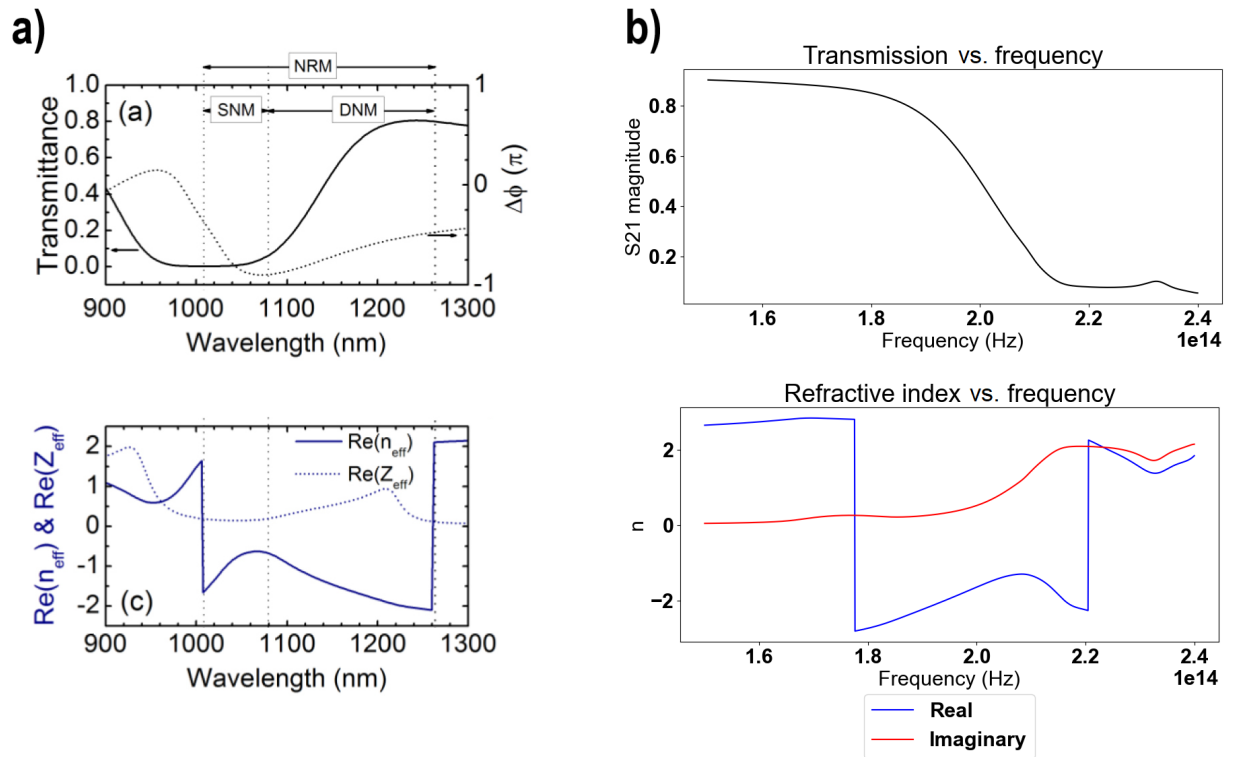 a)
NRM
SNM
DNM
(a)
Transmittance
1.0
0.8
0.6
0.4
0.2
0.0
1
0
-1
Δϕ (π)
900 1000 1100 1200 1300
Wavelength (nm)
Re(n_eff) & Re(Z_eff)
2
1
0
-1
-2
Re(n_eff)
Re(Z_eff)
(c)
900 1000 1100 1200 1300
Wavelength (nm)
b)
Transmission vs. frequency
S21 magnitude
0.8
0.6
0.4
0.2
1.6 1.8 2.0 2.2 2.4
1e14
Frequency (Hz)
Refractive index vs. frequency
n
2
0
−2
1.6 1.8 2.0 2.2 2.4
1e14
Frequency (Hz)
Real
Imaginary